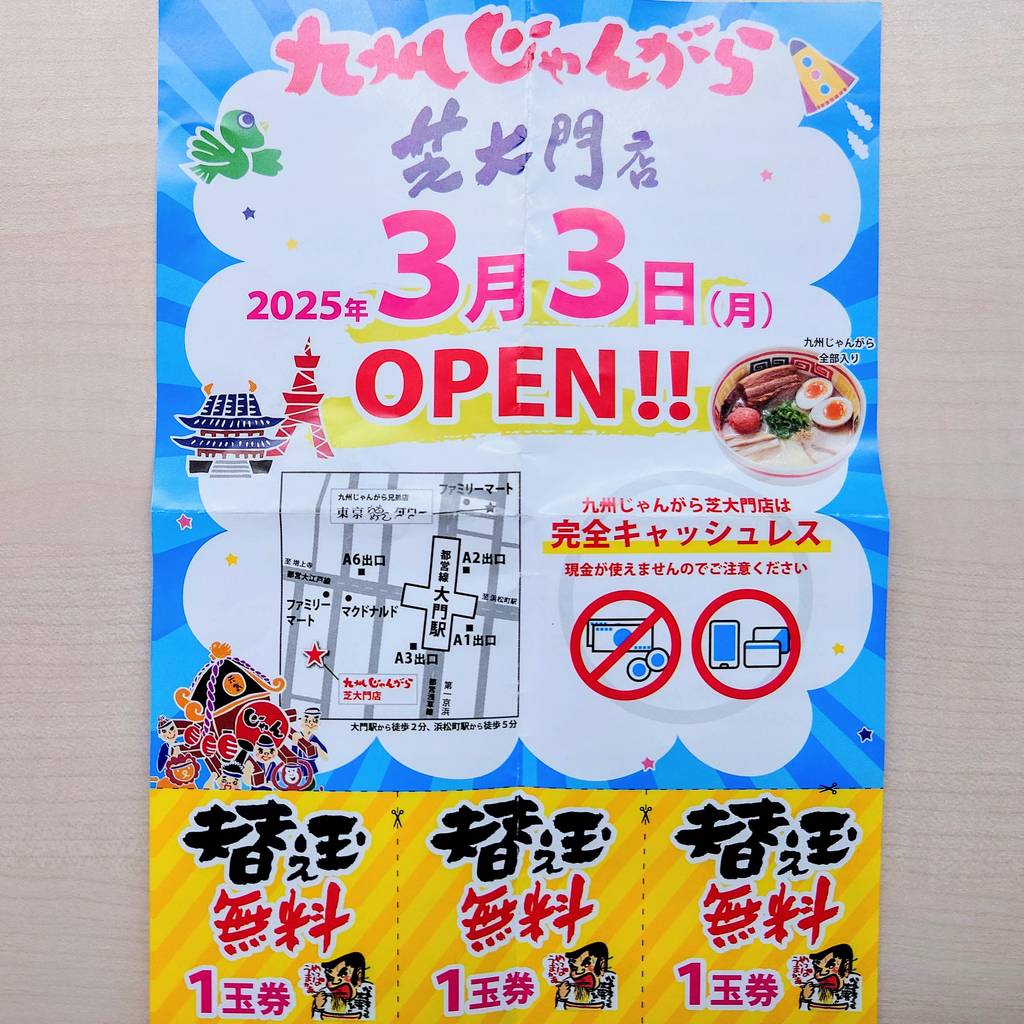 九州じゃんがら
芝大門店
2025年3月3日(月)
OPEN!!
九州じゃんがら
全部入り
九州じゃんがら兄弟店
ファミリーマート
A6出口
都営線 大門駅
A2出口
至増上寺
都営大江戸線
至浜松町駅
ファミリー
マート
マクドナルド
A1出口
A3出口
九州じゃんがら
芝大門店
都営浅草線
第一京浜
大門駅から徒歩2分、浜松町駅から徒歩5分
九州じゃんがら芝大門店は
完全キャッシュレス
現金が使えませんのでご注意ください
じゃん
替え玉
無料
1玉券
替え玉
無料
1玉券
替え玉
無料
1玉券